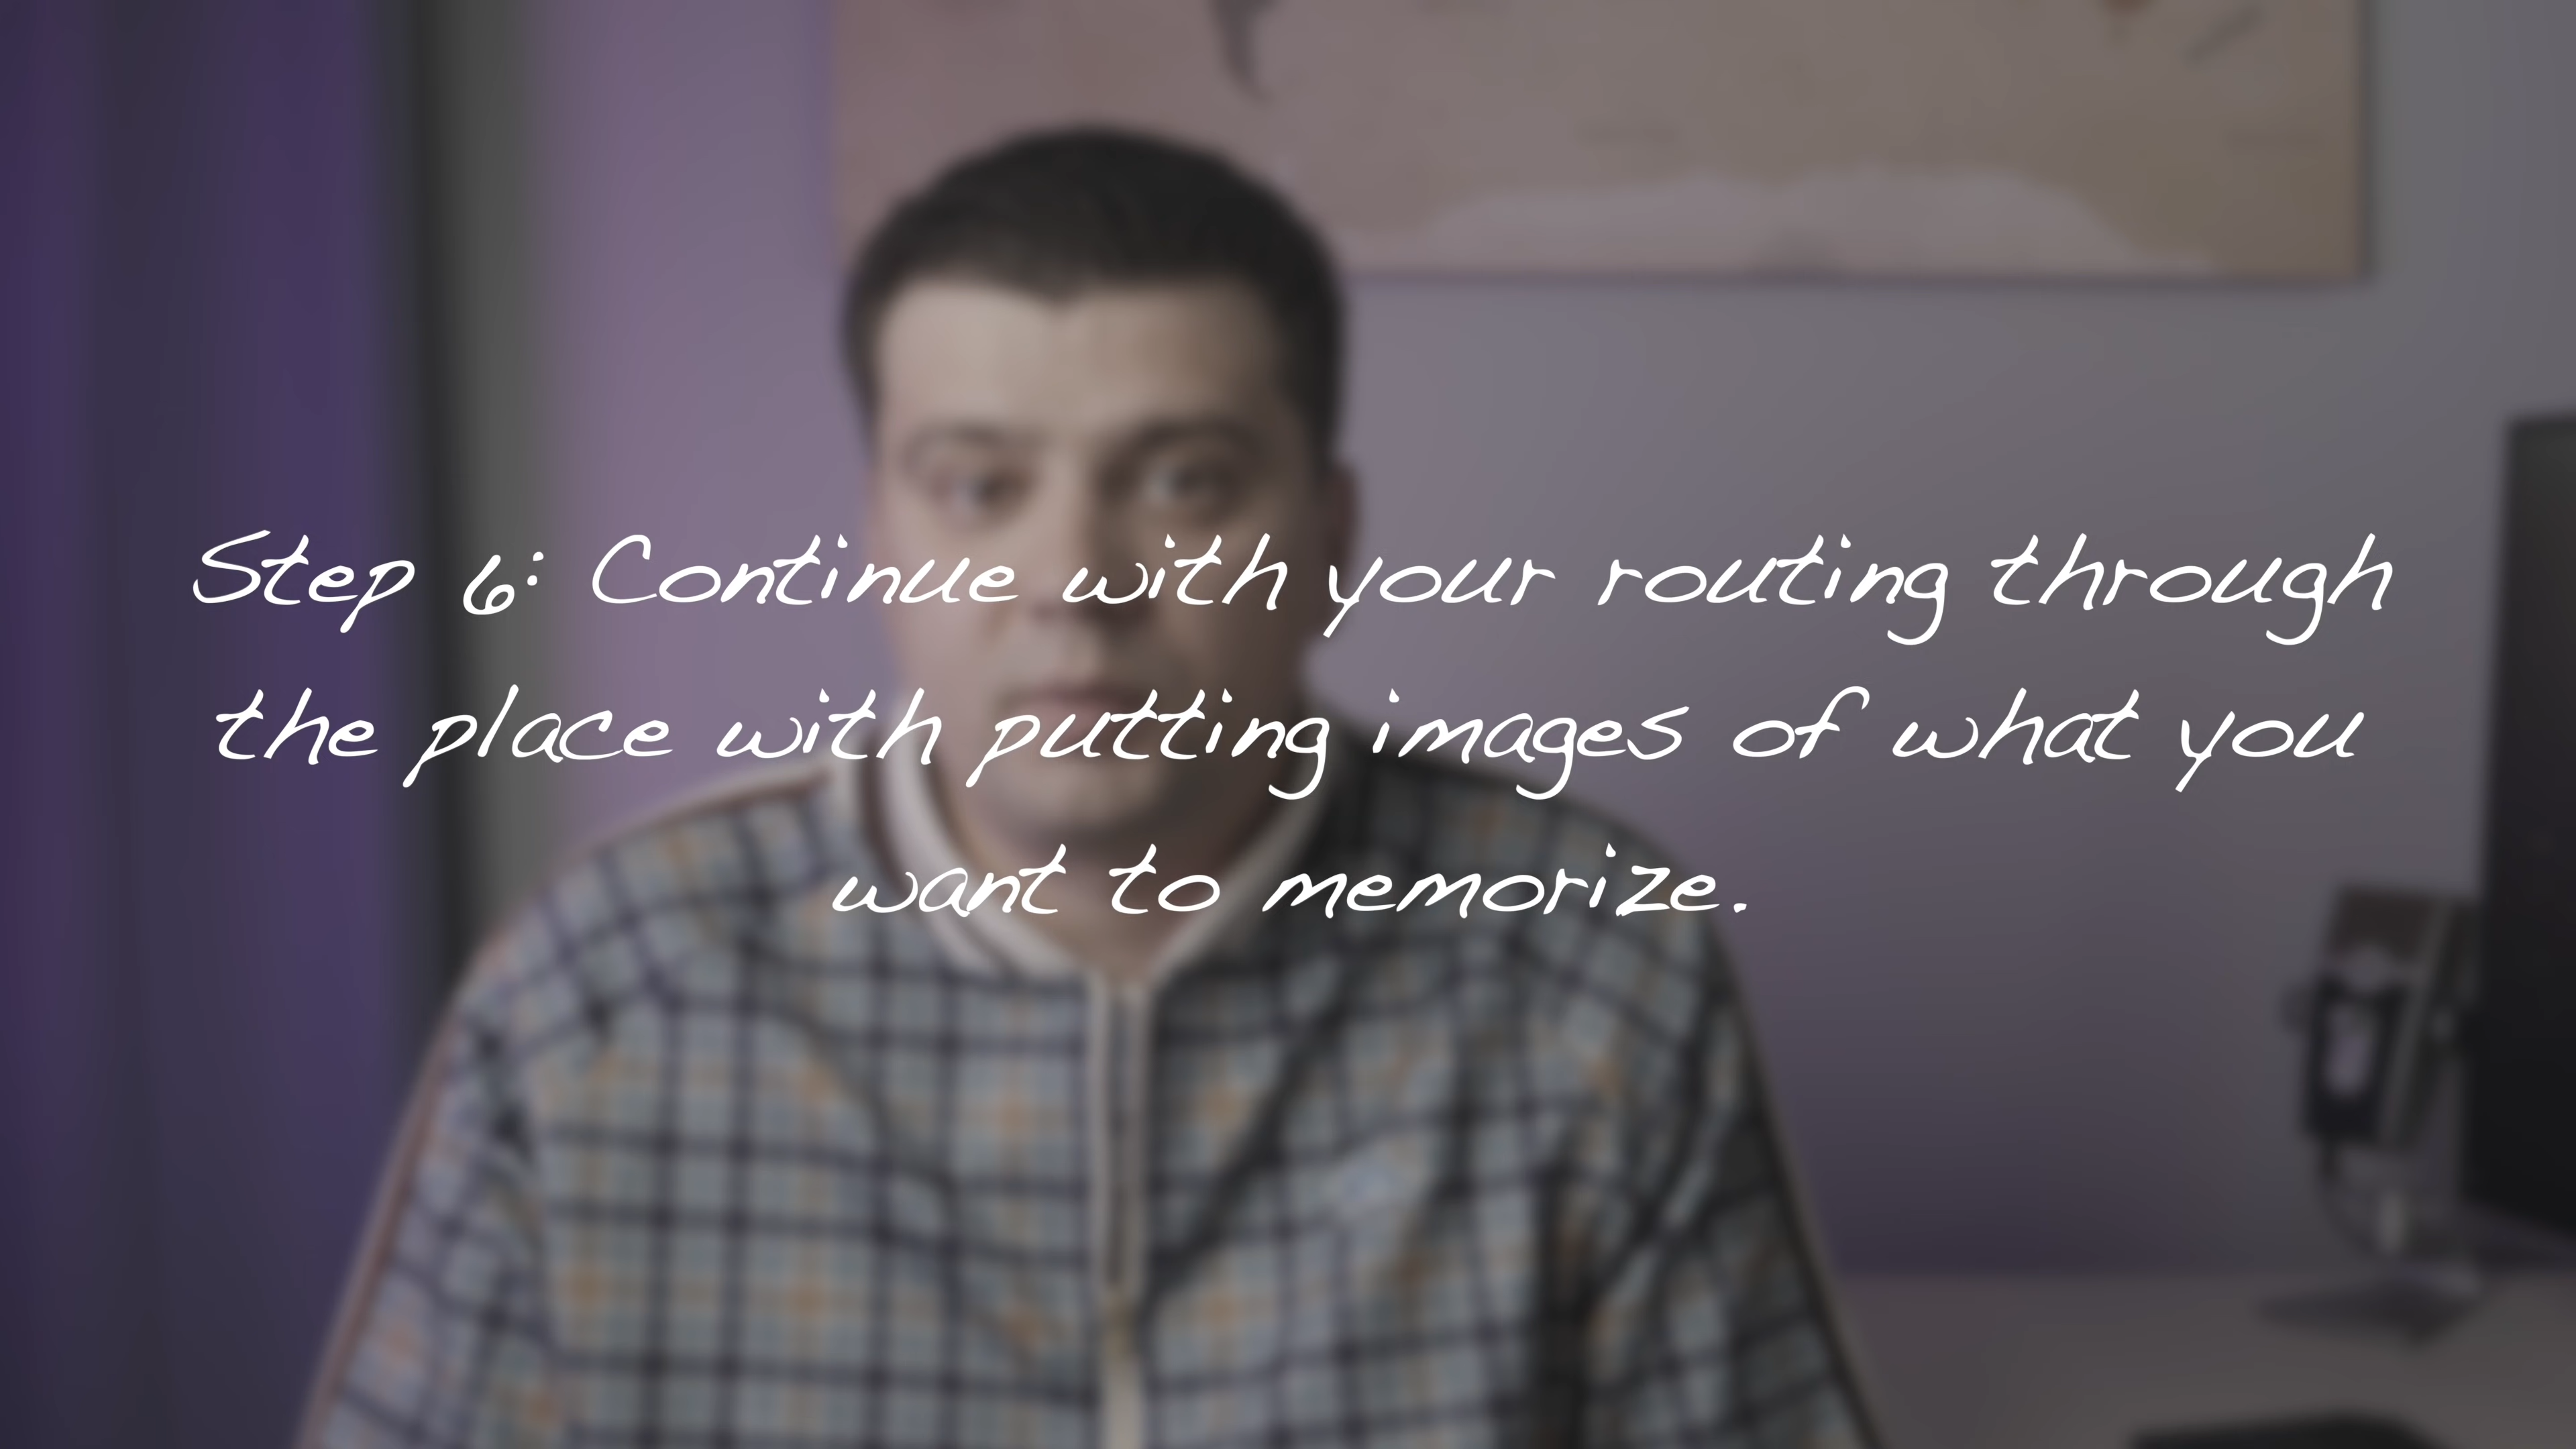 Step 6: Continue with your routing through
the place with putting images of what you
want to memorize.